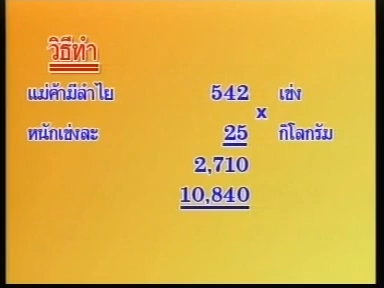 วิธีทำ
แม่ค้ามีลำไย 542 เข่ง
x
หนักเข่งละ 25 กิโลกรัม
2,710
10,840